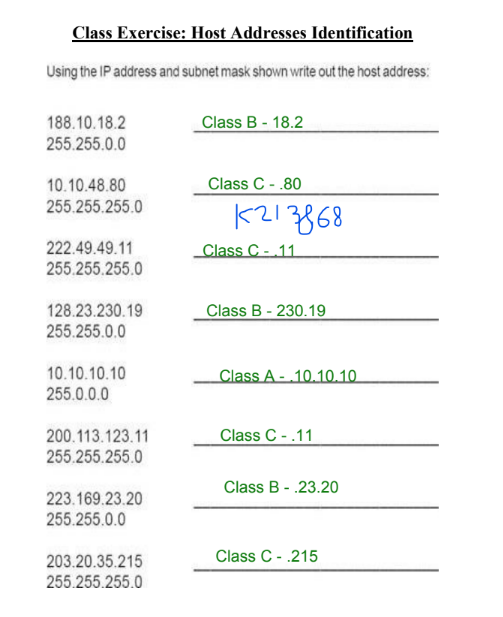 Class Exercise: Host Addresses Identification
Using the IP address and subnet mask shown write out the host address:
188.10.18.2 Class B - 18.2
255.255.0.0
10.10.48.80 Class C - .80
255.255.255.0 K213868
222.49.49.11 Class C - .11
255.255.255.0
128.23.230.19 Class B - 230.19
255.255.0.0
10.10.10.10 Class A - .10.10.10
255.0.0.0
200.113.123.11 Class C - .11
255.255.255.0
Class B - .23.20
223.169.23.20
255.255.0.0
203.20.35.215 Class C - .215
255.255.255.0